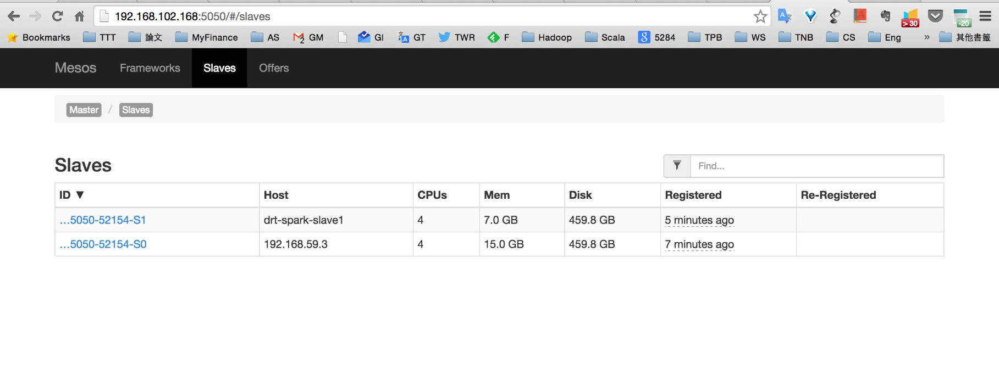 192.168.102.168:5050/#/slaves
> 30
-20
Bookmarks TTT 論文 MyFinance AS GM GI GT TWR F Hadoop Scala 5284 TPB WS TNB CS Eng » 其他書籤
Mesos Frameworks Slaves Offers
Master / Slaves
Slaves
Find...
ID ▼ Host CPUs Mem Disk Registered Re-Registered
...5050-52154-S1 drt-spark-slave1 4 7.0 GB 459.8 GB 5 minutes ago
...5050-52154-S0 192.168.59.3 4 15.0 GB 459.8 GB 7 minutes ago